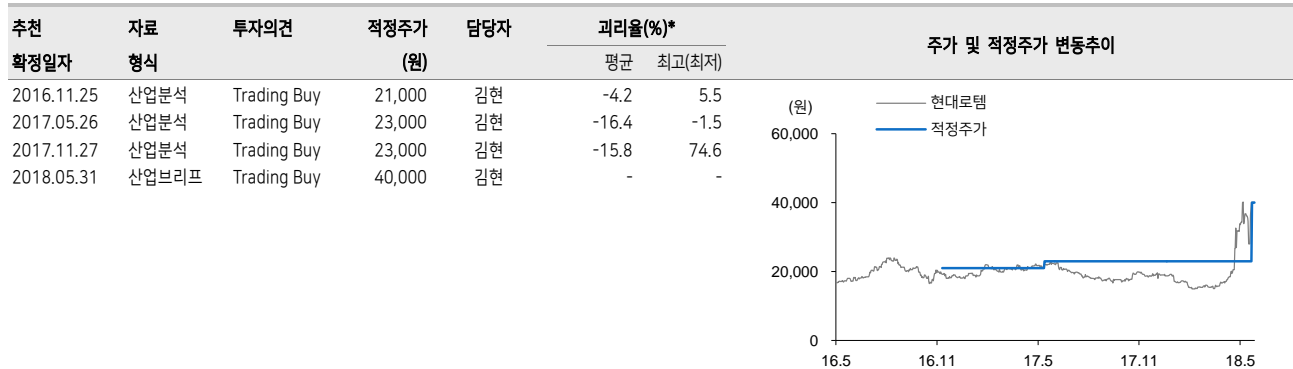 추천 자료 투자의견 적정주가 담당자 괴리율(%)* 주가 및 적정주가 변동추이
확정일자 형식 (원) 평균 최고(최저)
2016.11.25 산업분석 Trading Buy 21,000 김현 -4.2 5.5
2017.05.26 산업분석 Trading Buy 23,000 김현 -16.4 -1.5
2017.11.27 산업분석 Trading Buy 23,000 김현 -15.8 74.6
2018.05.31 산업브리프 Trading Buy 40,000 김현 - -
(원)
현대로템
적정주가
60,000
40,000
20,000
0
16.5 16.11 17.5 17.11 18.5